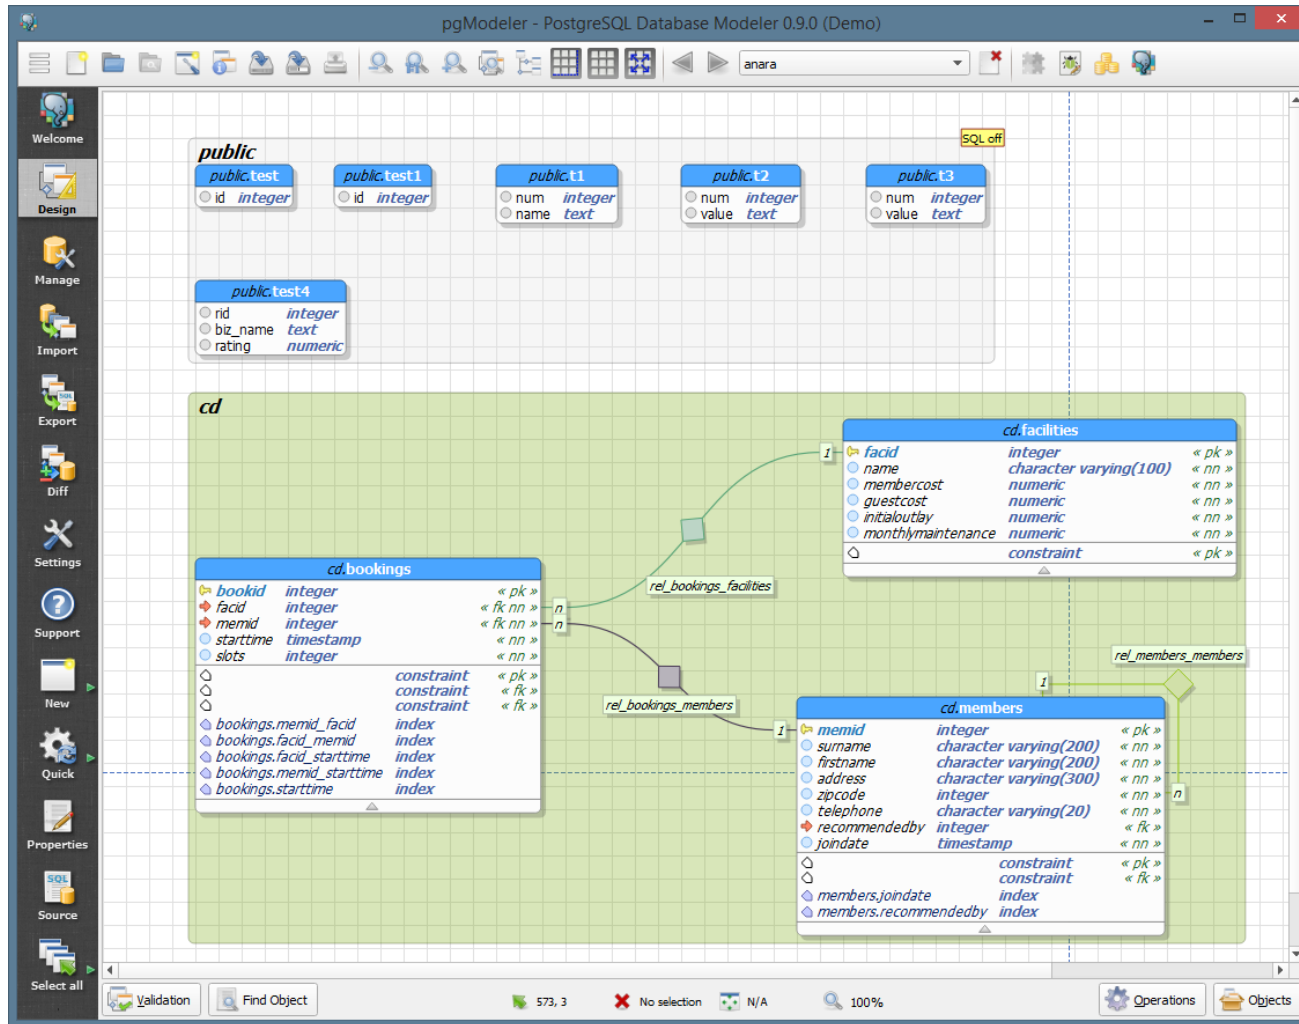 pgModeler - PostgreSQL Database Modeler 0.9.0 (Demo)
anara
Welcome
Design
Manage
Import
Export
Diff
Settings
Support
New
Quick
Properties
SQL
Source
Select all
SQL off
public
public.test
id integer
public.test1
id integer
public.t1
num integer
name text
public.t2
num integer
value text
public.t3
num integer
value text
public.test4
rid integer
biz_name text
rating numeric
cd
cd.facilities
facid integer « pk »
name character varying(100) « nn »
membercost numeric « nn »
guestcost numeric « nn »
initialoutlay numeric « nn »
monthlymaintenance numeric « nn »
constraint « pk »
1
rel_bookings_facilities
n
n
cd.bookings
bookid integer « pk »
facid integer « fk nn »
memid integer « fk nn »
starttime timestamp « nn »
slots integer « nn »
constraint « pk »
constraint « fk »
constraint « fk »
bookings.memid_facid index
bookings.facid_memid index
bookings.facid_starttime index
bookings.memid_starttime index
bookings.starttime index
rel_bookings_members
1
rel_members_members
1
n
cd.members
memid integer « pk »
surname character varying(200) « nn »
firstname character varying(200) « nn »
address character varying(300) « nn »
zipcode integer « nn »
telephone character varying(20) « nn »
recommendedby integer « fk »
joindate timestamp « nn »
constraint « pk »
constraint « fk »
members.joindate index
members.recommendedby index
Validation
Find Object
573, 3
No selection
N/A
100%
Operations
Objects